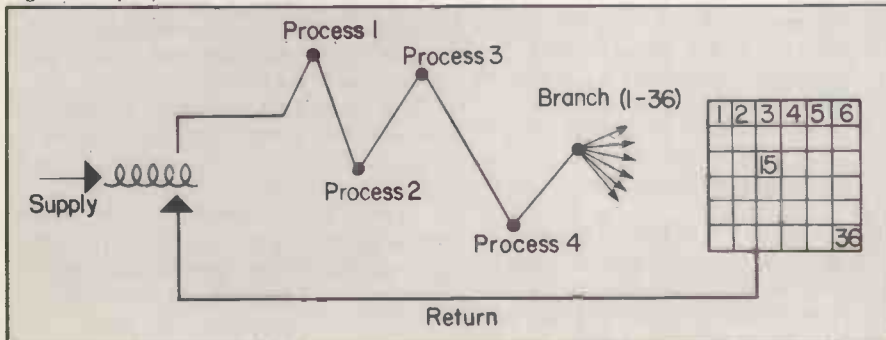 Process 1
Process 3
Branch (1-36)
1 2 3 4 5 6
15
Process 2
Supply
Process 4
36
Return